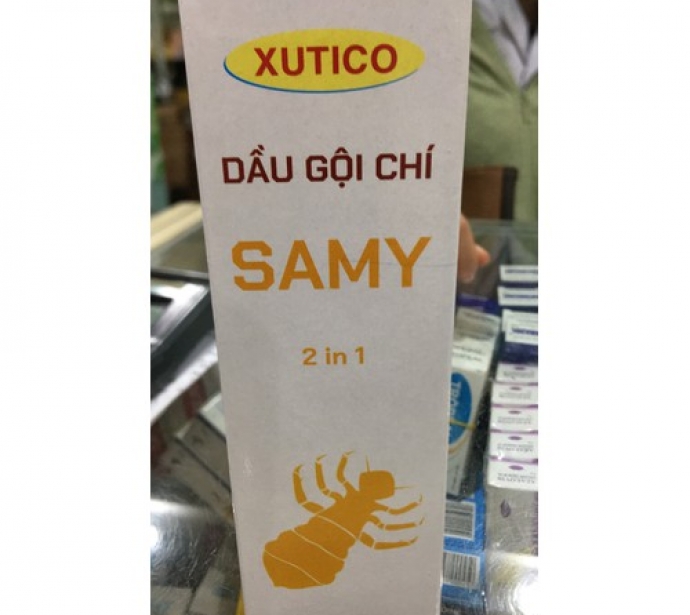 XUTICO
DẦU GỘI CHÍ
SAMY
2 in 1